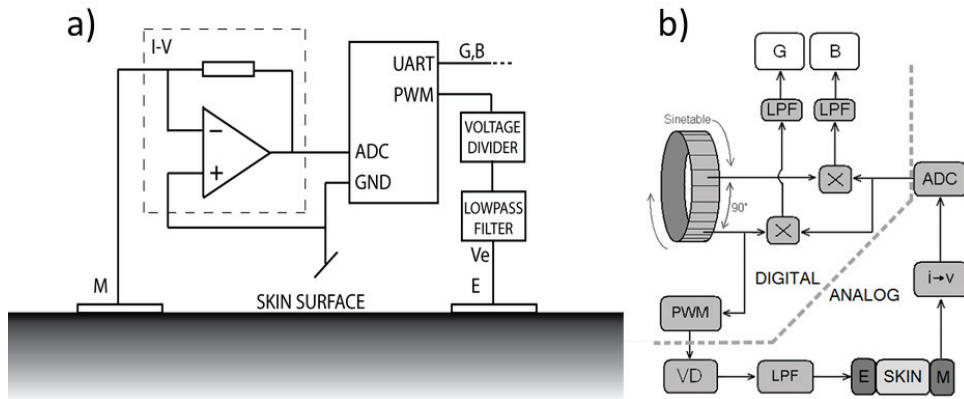 a)
I-V
G,B
UART
PWM
VOLTAGE
DIVIDER
ADC
GND
LOWPASS
FILTER
Ve
M
E
SKIN SURFACE
b)
G
B
LPF
LPF
Sinetable
ADC
90°
DIGITAL
ANALOG
i→v
PWM
VD
LPF
E
SKIN
M